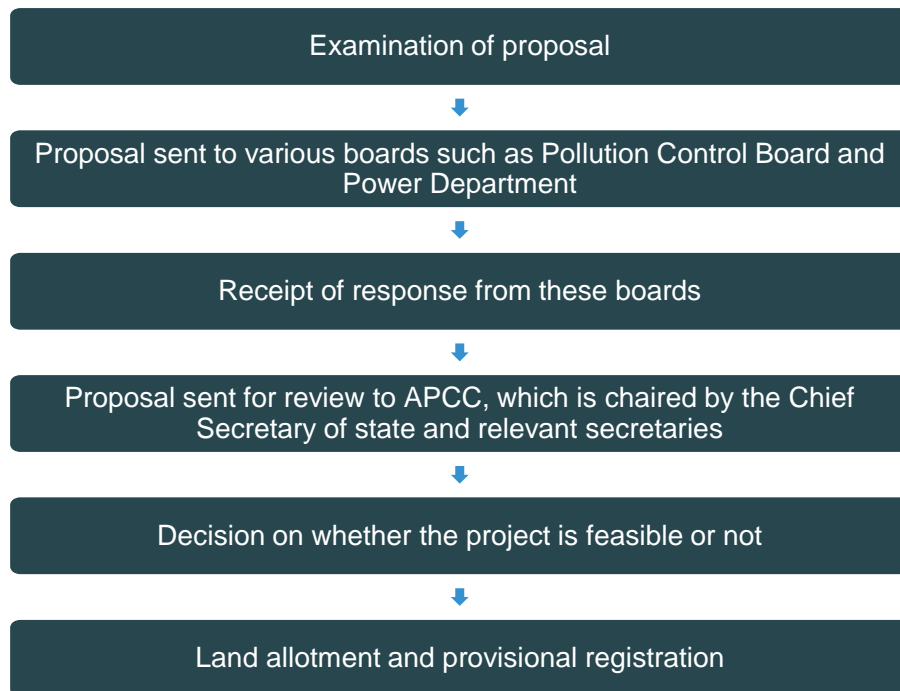 Examination of proposal
Proposal sent to various boards such as Pollution Control Board and
Power Department
Receipt of response from these boards
Proposal sent for review to APCC, which is chaired by the Chief
Secretary of state and relevant secretaries
Decision on whether the project is feasible or not
Land allotment and provisional registration